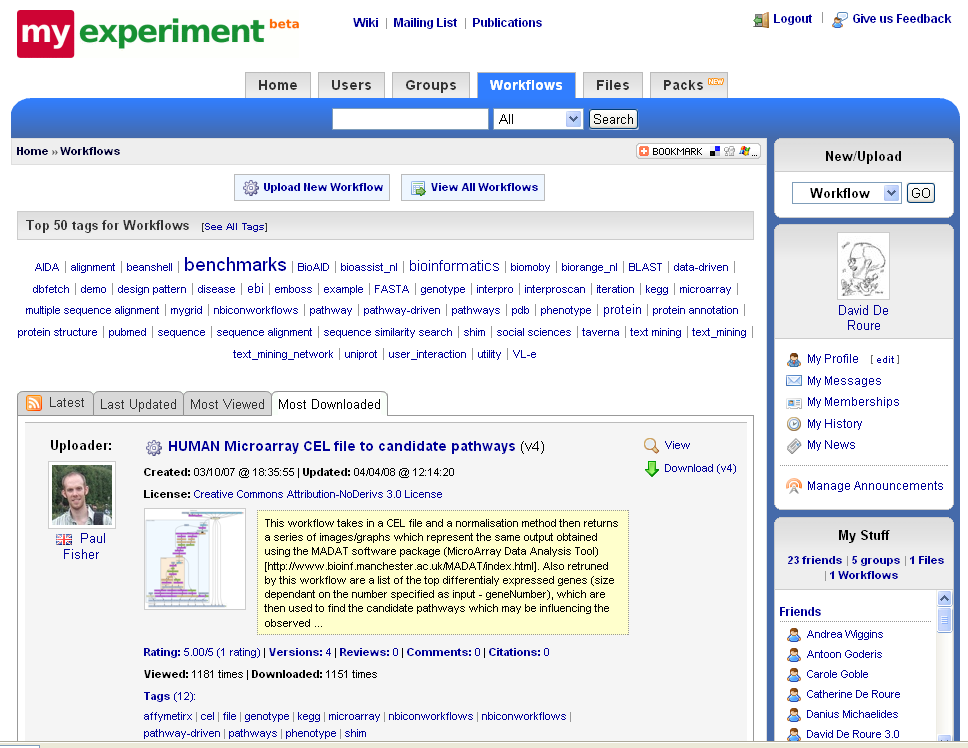 my experiment beta
Wiki | Mailing List | Publications
Logout | Give us Feedback
Home Users Groups Workflows Files Packs NEW
All Search
Home » Workflows
BOOKMARK ...
New/Upload
Workflow GO
Upload New Workflow View All Workflows
Top 50 tags for Workflows [See All Tags]
AIDA | alignment | beanshell | benchmarks | BioAID | bioassist_nl | bioinformatics | biomoby | biorange_nl | BLAST | data-driven |
dbfetch | demo | design pattern | disease | ebi | emboss | example | FASTA | genotype | interpro | interproscan | iteration | kegg | microarray |
multiple sequence alignment | mygrid | nbiconworkflows | pathway | pathway-driven | pathways | pdb | phenotype | protein | protein annotation |
protein structure | pubmed | sequence | sequence alignment | sequence similarity search | shim | social sciences | taverna | text mining | text_mining |
text_mining_network | uniprot | user_interaction | utility | VL-e
David De
Roure
My Profile [edit]
My Messages
My Memberships
My History
My News
Manage Announcements
Latest Last Updated Most Viewed Most Downloaded
Uploader:
Paul
Fisher
HUMAN Microarray CEL file to candidate pathways (v4)
Created: 03/10/07 @ 18:35:55 | Updated: 04/04/08 @ 12:14:20
License: Creative Commons Attribution-NoDerivs 3.0 License
View
Download (v4)
This workflow takes in a CEL file and a normalisation method then returns
a series of images/graphs which represent the same output obtained
using the MADAT software package (MicroArray Data Analysis Tool)
[http://www.bioinf.manchester.ac.uk/MADAT/index.html]. Also retruned
by this workflow are a list of the top differentialy expressed genes (size
dependant on the number specified as input - geneNumber), which are
then used to find the candidate pathways which may be influencing the
observed ...
Rating: 5.00/5 (1 rating) | Versions: 4 | Reviews: 0 | Comments: 0 | Citations: 0
Viewed: 1181 times | Downloaded: 1151 times
Tags (12):
affymetirx | cel | file | genotype | kegg | microarray | nbiconworkflows | nbiconworkflows |
pathway-driven | pathways | phenotype | shim
My Stuff
23 friends | 5 groups | 1 Files
| 1 Workflows
Friends
Andrea Wiggins
Antoon Goderis
Carole Goble
Catherine De Roure
Danius Michaelides
David De Roure 3.0